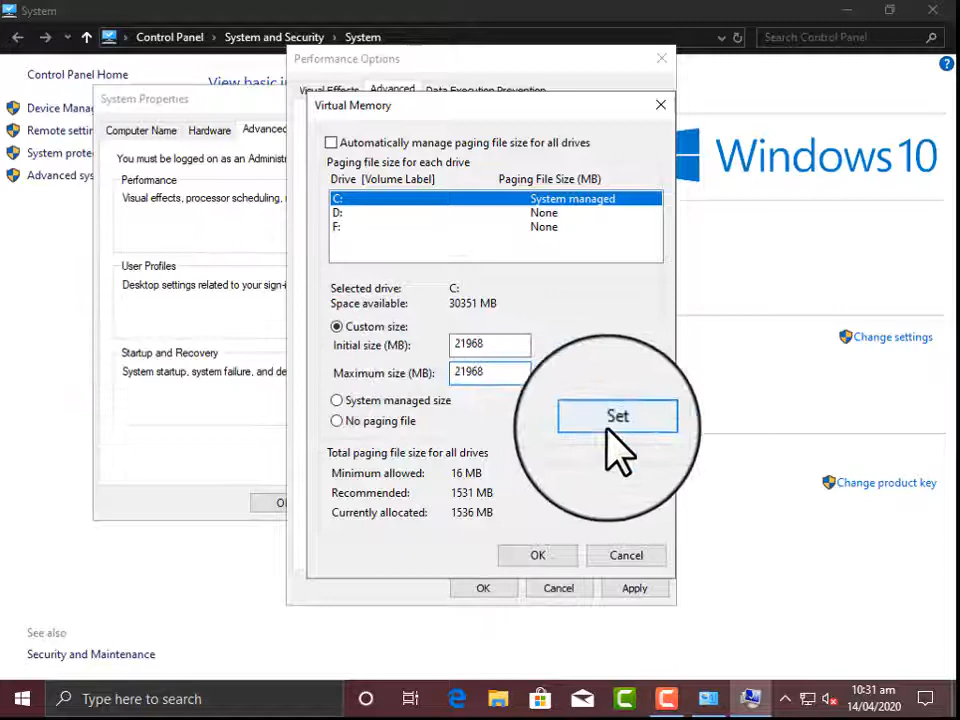 System
Control Panel
System and Security
System
Search Control Panel
Control Panel Home
View basic i
Performance Options
Device Mana
Remote settin
System prote
Advanced sys
System Properties
Computer Name
Hardware
Advanced
You must be logged on as an Administr
Performance
Visual effects, processor scheduling,
User Profiles
Desktop settings related to your sign-i
Startup and Recovery
System startup, system failure, and de
Visual Effects
Advanced
Data Execution Prevention
Virtual Memory
Automatically manage paging file size for all drives
Paging file size for each drive
Drive [Volume Label]
Paging File Size (MB)
C:
System managed
D:
None
F:
None
Selected drive:
C:
Space available:
30351 MB
Custom size:
Initial size (MB):
21968
Maximum size (MB):
21968
System managed size
Set
No paging file
Total paging file size for all drives
Minimum allowed:
16 MB
Recommended:
1531 MB
Currently allocated:
1536 MB
OK
Cancel
OK
Cancel
Apply
Windows 10
Change settings
Change product key
See also
Security and Maintenance
Type here to search
10:31 am
14/04/2020